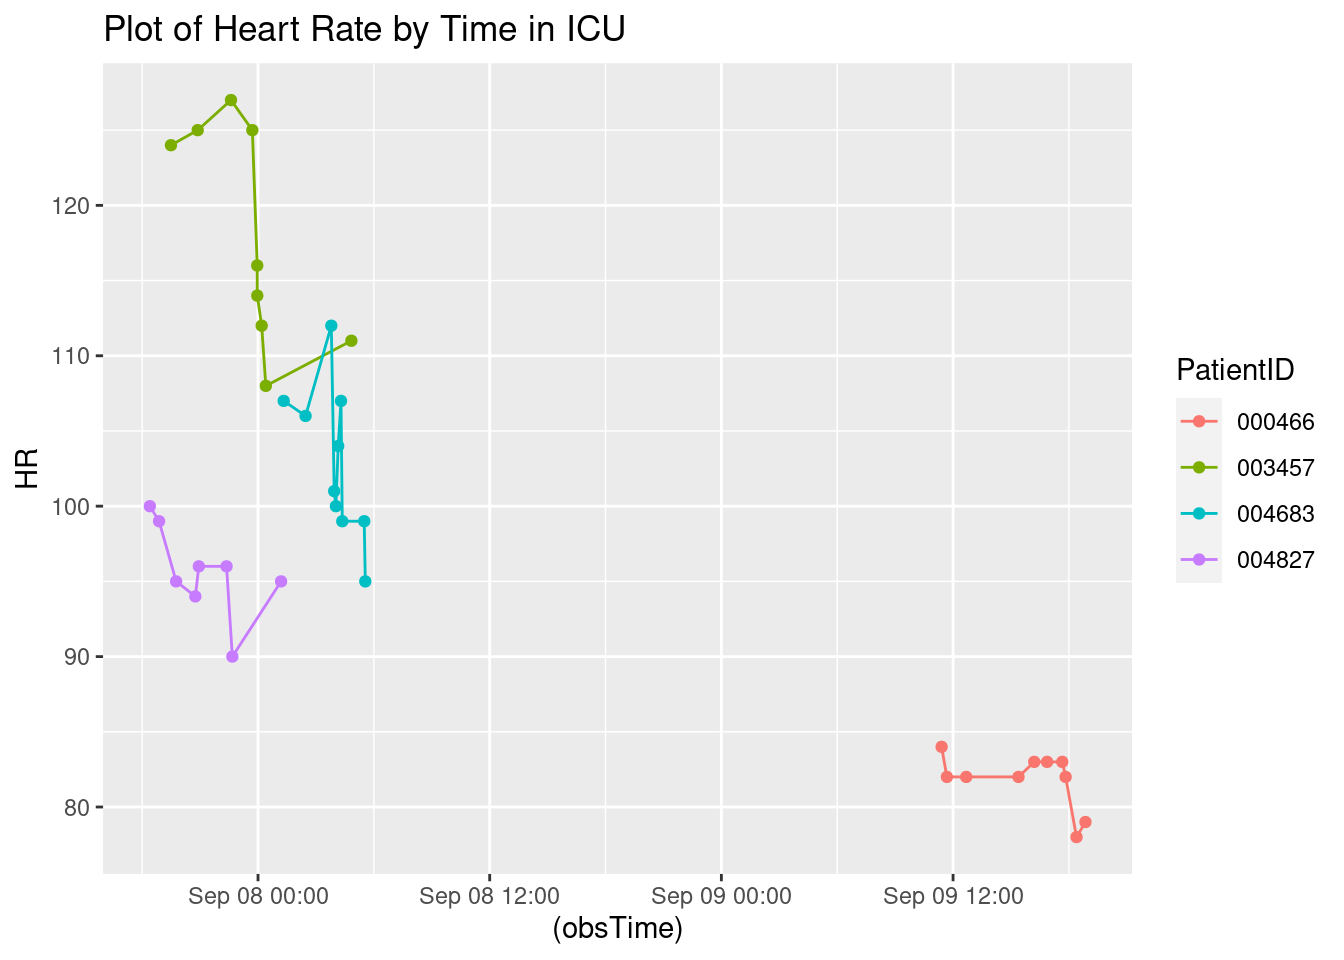 Plot of Heart Rate by Time in ICU
120
110
100
90
80
HR
Sep 08 00:00
Sep 08 12:00
Sep 09 00:00
Sep 09 12:00
(obsTime)
PatientID
000466
003457
004683
004827